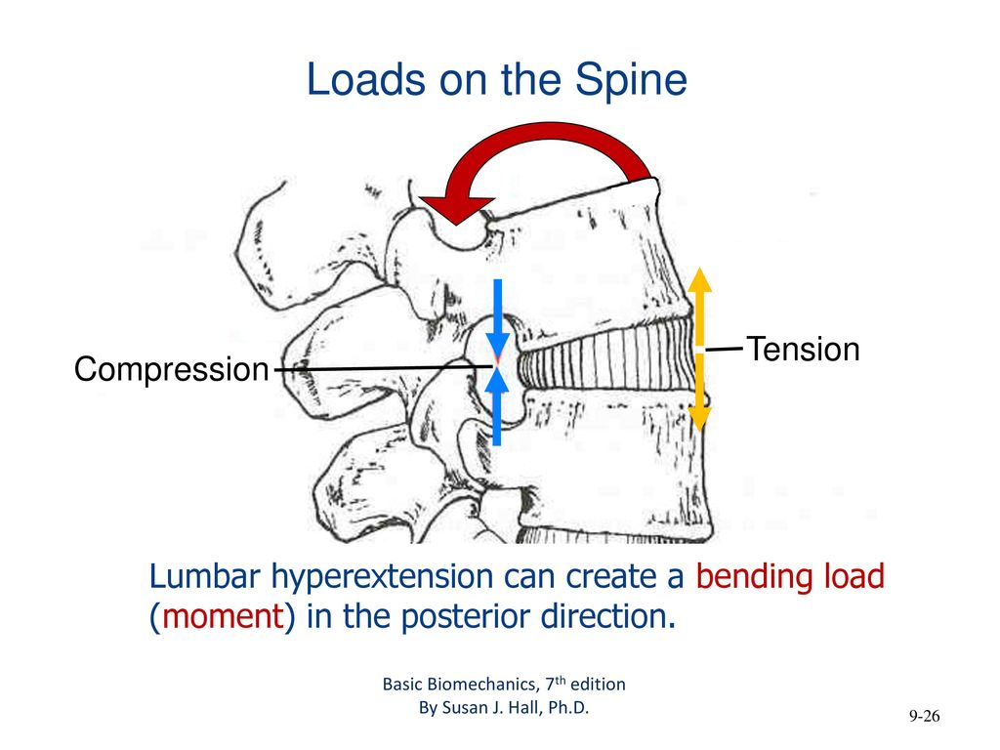 Loads on the Spine
Tension
Compression
Lumbar hyperextension can create a bending load
(moment) in the posterior direction.
Basic Biomechanics, 7th edition
By Susan J. Hall, Ph.D.
9-26